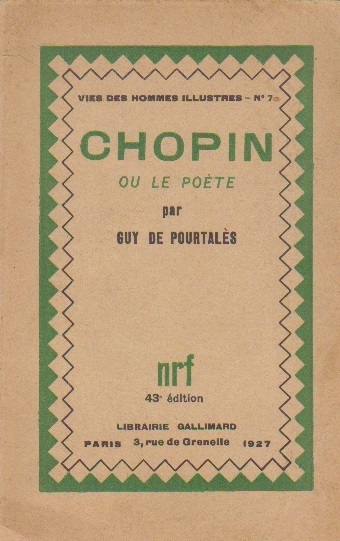 VIES DES HOMMES ILLUSTRES - N° 7
CHOPIN
OU LE POÈTE
par
GUY DE POURTALÈS
nrf
43e édition
LIBRAIRIE GALLIMARD
PARIS 3, rue de Grenelle 1927